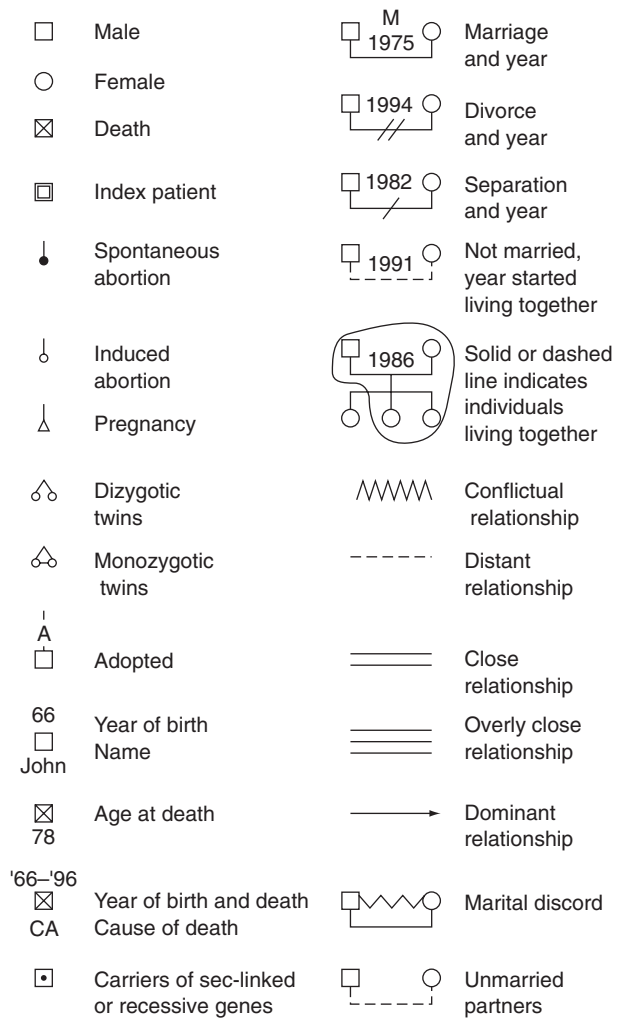 Male
Female
Death
Index patient
Spontaneous
abortion
Induced
abortion
Pregnancy
Dizygotic
twins
Monozygotic
twins
A
Adopted
66
Year of birth
Name
John
Age at death
78
'66–'96
Year of birth and death
CA
Cause of death
Carriers of sec-linked
or recessive genes
M
1975
Marriage
and year
1994
Divorce
and year
1982
Separation
and year
1991
Not married,
year started
living together
1986
Solid or dashed
line indicates
individuals
living together
Conflictual
relationship
Distant
relationship
Close
relationship
Overly close
relationship
Dominant
relationship
Marital discord
Unmarried
partners